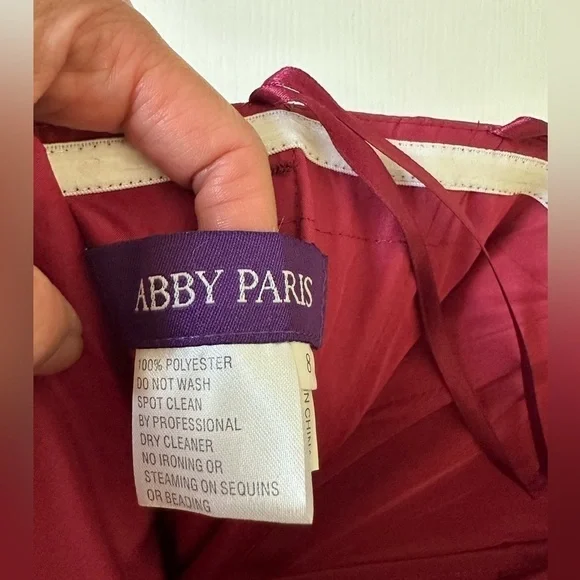 ABBY PARIS
100% POLYESTER
DO NOT WASH
SPOT CLEAN
BY PROFESSIONAL
DRY CLEANER
NO IRONING OR
STEAMING ON SEQUINS
OR BEADING
8
IN CHINA